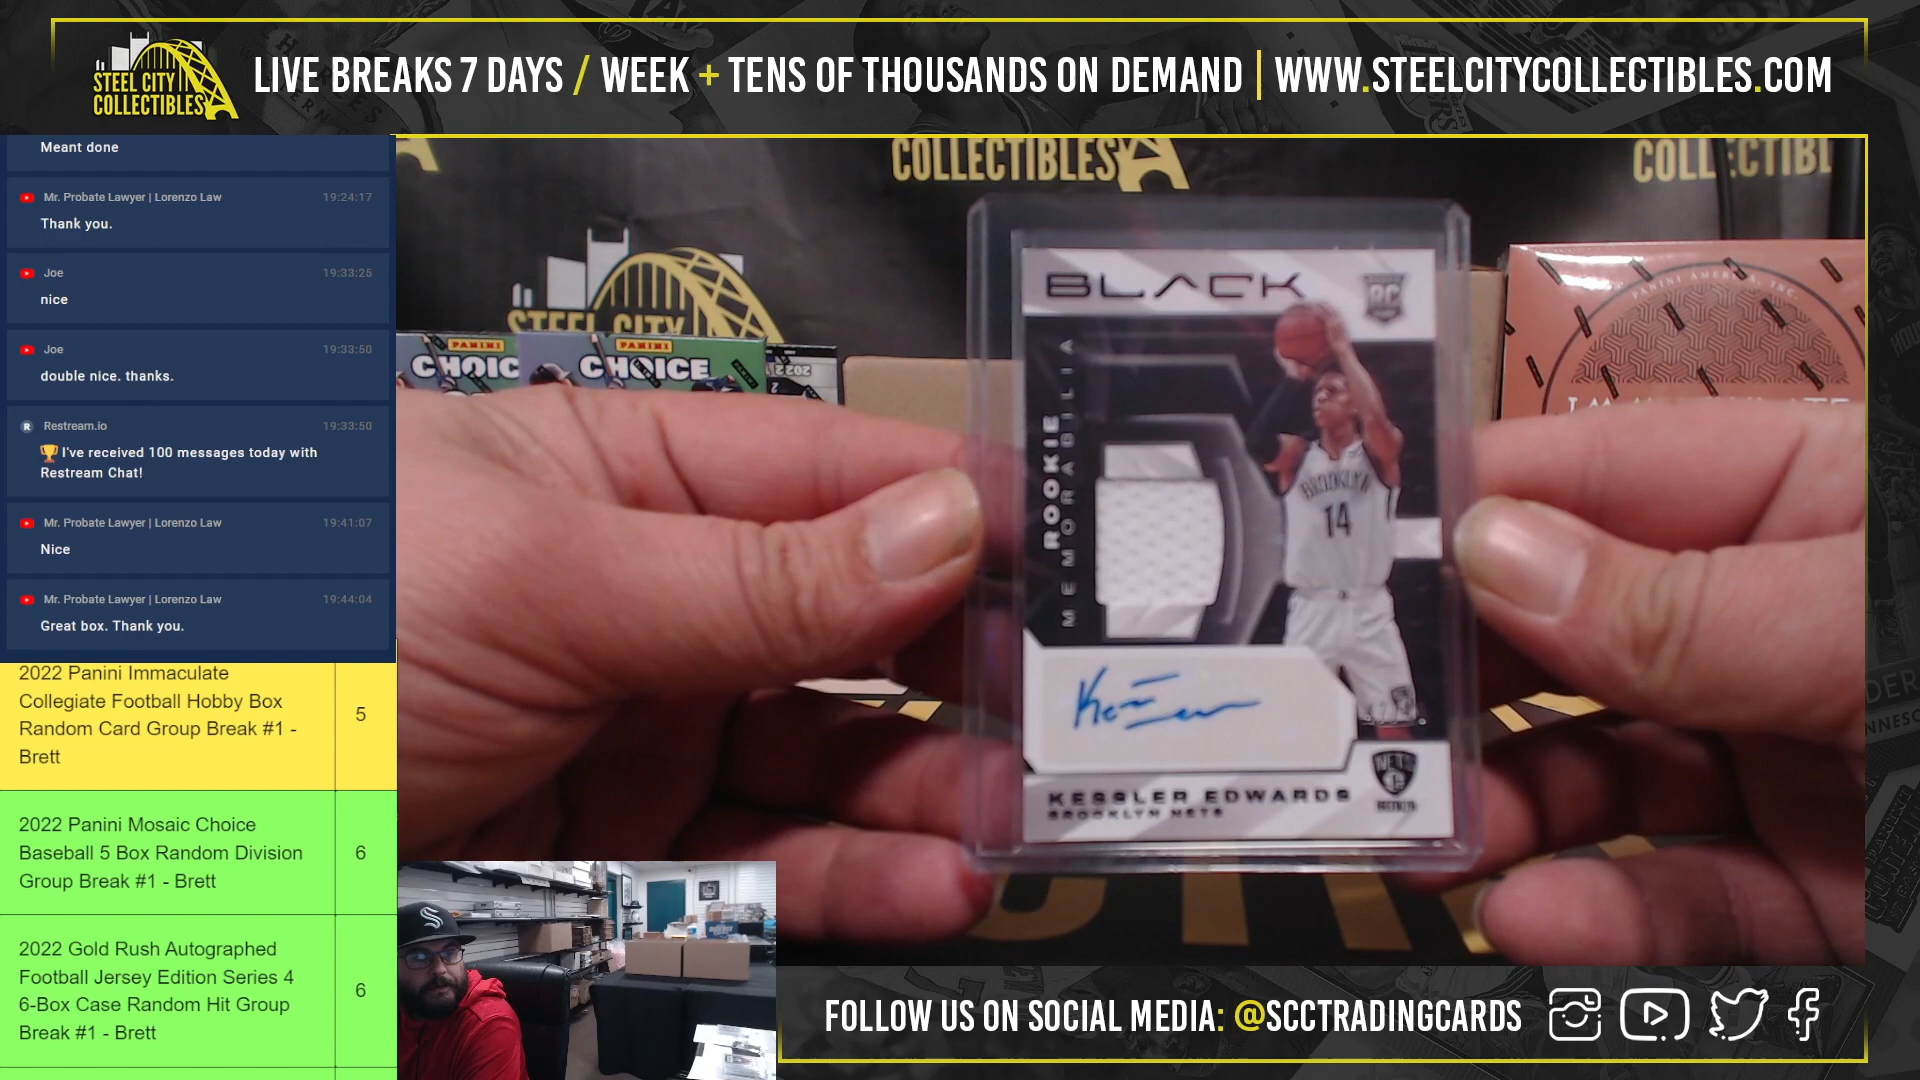 STEEL CITY
COLLECTIBLES
LIVE BREAKS 7 DAYS / WEEK + TENS OF THOUSANDS ON DEMAND | WWW.STEELCITYCOLLECTIBLES.COM
Meant done
Mr. Probate Lawyer | Lorenzo Law 19:24:17
Thank you.
Joe 19:33:25
nice
Joe 19:33:50
double nice. thanks.
Restream.io 19:33:50
🏆 I've received 100 messages today with
Restream Chat!
Mr. Probate Lawyer | Lorenzo Law 19:41:07
Nice
Mr. Probate Lawyer | Lorenzo Law 19:44:04
Great box. Thank you.
2022 Panini Immaculate
Collegiate Football Hobby Box
Random Card Group Break #1 -
Brett
5
2022 Panini Mosaic Choice
Baseball 5 Box Random Division
Group Break #1 - Brett
6
2022 Gold Rush Autographed
Football Jersey Edition Series 4
6-Box Case Random Hit Group
Break #1 - Brett
6
COLLECTIBLES
STEEL CITY
PANINI
CHOICE
PANINI AMERICA, INC.
BLACK
RC
ROOKIE
MEMORABILIA
BROOKLYN
14
KESSLER EDWARDS
BROOKLYN NETS
NETS
FOLLOW US ON SOCIAL MEDIA: @SCCTRADINGCARDS